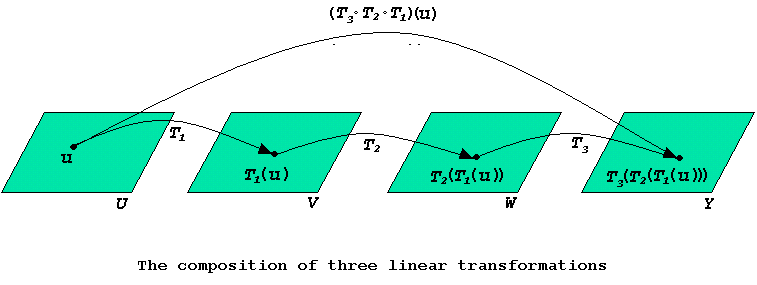 (T₃∘T₂∘T₁)(u)
T₁
T₂
T₃
u
T₁(u)
T₂(T₁(u))
T₃(T₂(T₁(u)))
U
V
W
Y
The composition of three linear transformations